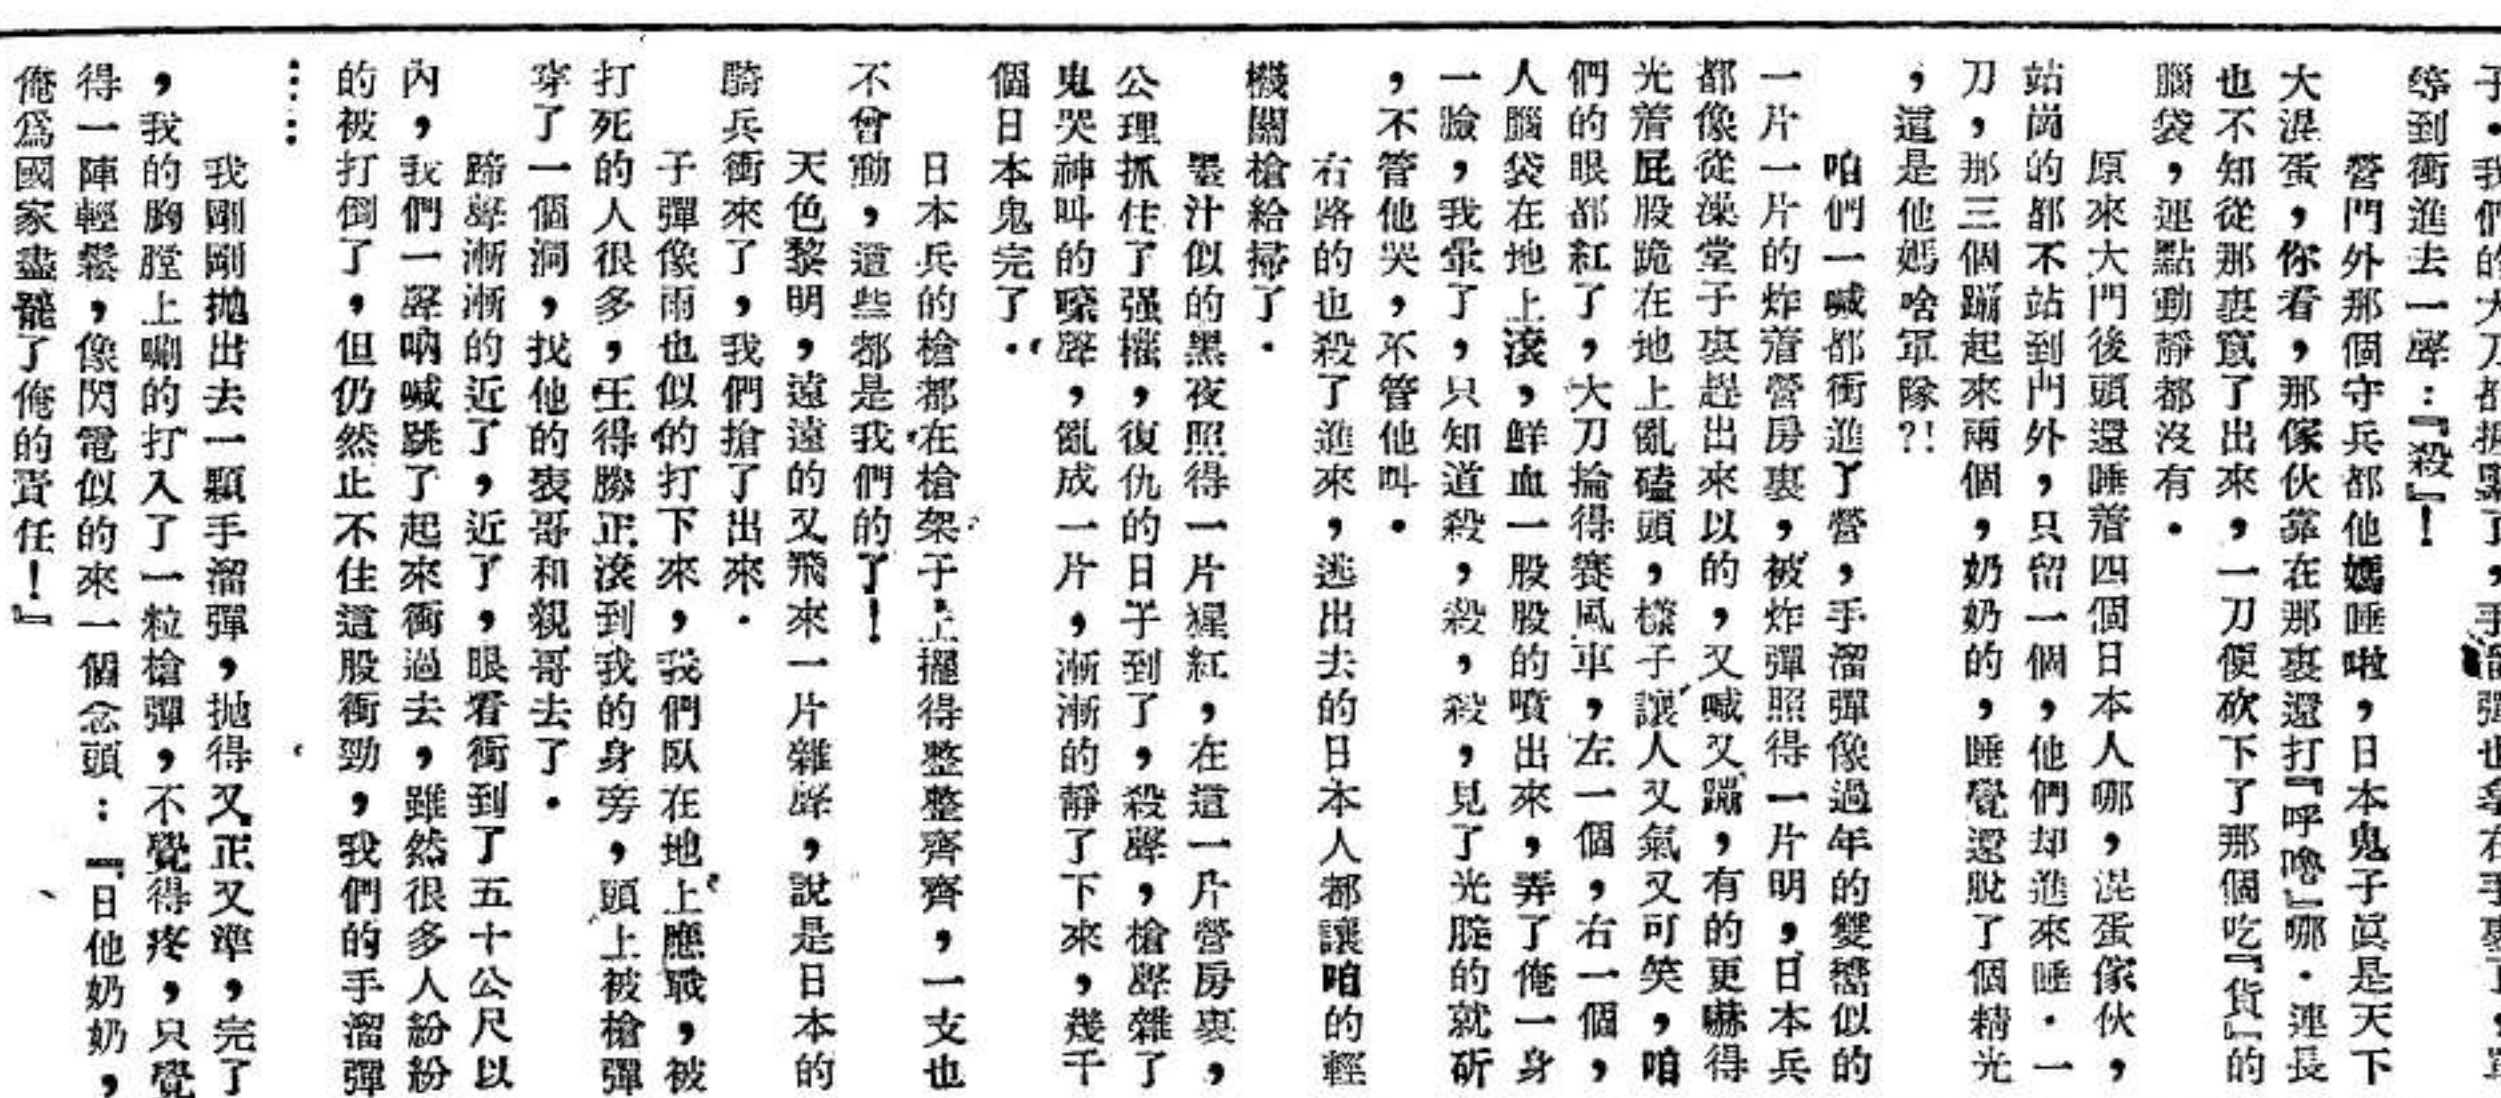 子．我們的大刀都握緊了，手溜彈也拿在手裏了，單
等到衝進去一聲：『殺』！
營門外那個守兵都他媽睡啦，日本鬼子眞是天下
大混蛋，你看，那傢伙靠在那裏還打『呼嚕』哪．連長
也不知從那裏竄了出來，一刀便砍下了那個吃『貨』的
腦袋，連點動靜都沒有．
原來大門後頭還睡着四個日本人哪，混蛋傢伙，
站崗的都不站到門外，只留一個，他們却進來睡．一
刀，那三個蹦起來兩個，奶奶的，睡覺還脫了個精光
，這是他媽啥軍隊？！
咱們一喊都衝進了營，手溜彈像過年的雙響似的
一片一片的炸着營房裏，被炸彈照得一片明，日本兵
都像從澡堂子裏趕出來以的，又喊又蹦，有的更嚇得
光着屁股跪在地上亂磕頭，樣子讓人又氣又可笑，咱
們的眼都紅了，大刀掄得賽風車，左一個，右一個，
人腦袋在地上滾，鮮血一股股的噴出來，弄了俺一身
一臉，我暈了，只知道殺，殺，殺，見了光腚的就斫
，不管他哭，不管他叫．
右路的也殺了進來，逃出去的日本人都讓咱的輕
機關槍給掃了．
墨汁似的黑夜照得一片猩紅，在這一片營房裏，
公理抓住了强權，復仇的日子到了，殺聲，槍聲雜了
鬼哭神叫的嚎聲，亂成一片，漸漸的靜了下來，幾千
個日本鬼完了．
日本兵的槍都在槍架子上擺得整整齊齊，一支也
不會動，這些都是我們的了！
天色黎明，遠遠的又飛來一片雜聲，說是日本的
騎兵衝來了，我們搶了出來．
子彈像雨也似的打下來，我們臥在地上應戰，被
打死的人很多，王得勝正滾到我的身旁，頭上被槍彈
穿了一個洞，找他的表哥和親哥去了．
蹄聲漸漸的近了，近了，眼看衝到了五十公尺以
內，我們一聲吶喊跳了起來衝過去，雖然很多人紛紛
的被打倒了，但仍然止不住這股衝勁，我們的手溜彈
……
我剛剛拋出去一顆手溜彈，拋得又正又準，完了
，我的胸膛上唰的打入了一粒槍彈，不覺得疼，只覺
得一陣輕鬆，像閃電似的來一個念頭：『日他奶奶，
俺爲國家盡罷了俺的責任！』